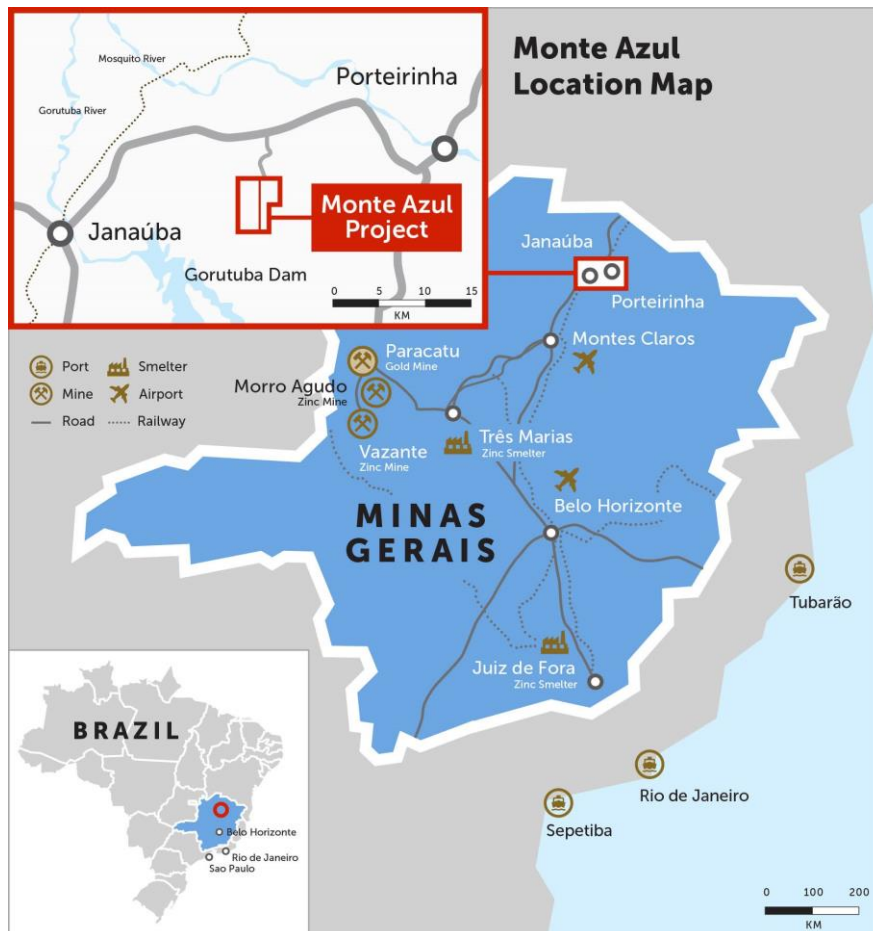 Monte Azul
Location Map
Mosquito River
Porteirinha
Gorutuba River
Janaúba
Monte Azul
Project
Gorutuba Dam
0 5 10 15
KM
Janaúba
Porteirinha
Montes Claros
Port
Smelter
Mine
Airport
Road
Railway
Paracatu
Gold Mine
Morro Agudo
Zinc Mine
Vazante
Zinc Mine
Três Marias
Zinc Smelter
Belo Horizonte
MINAS
GERAIS
Tubarão
Juiz de Fora
Zinc Smelter
Rio de Janeiro
Sepetiba
BRAZIL
Belo Horizonte
Rio de Janeiro
Sao Paulo
0 100 200
KM